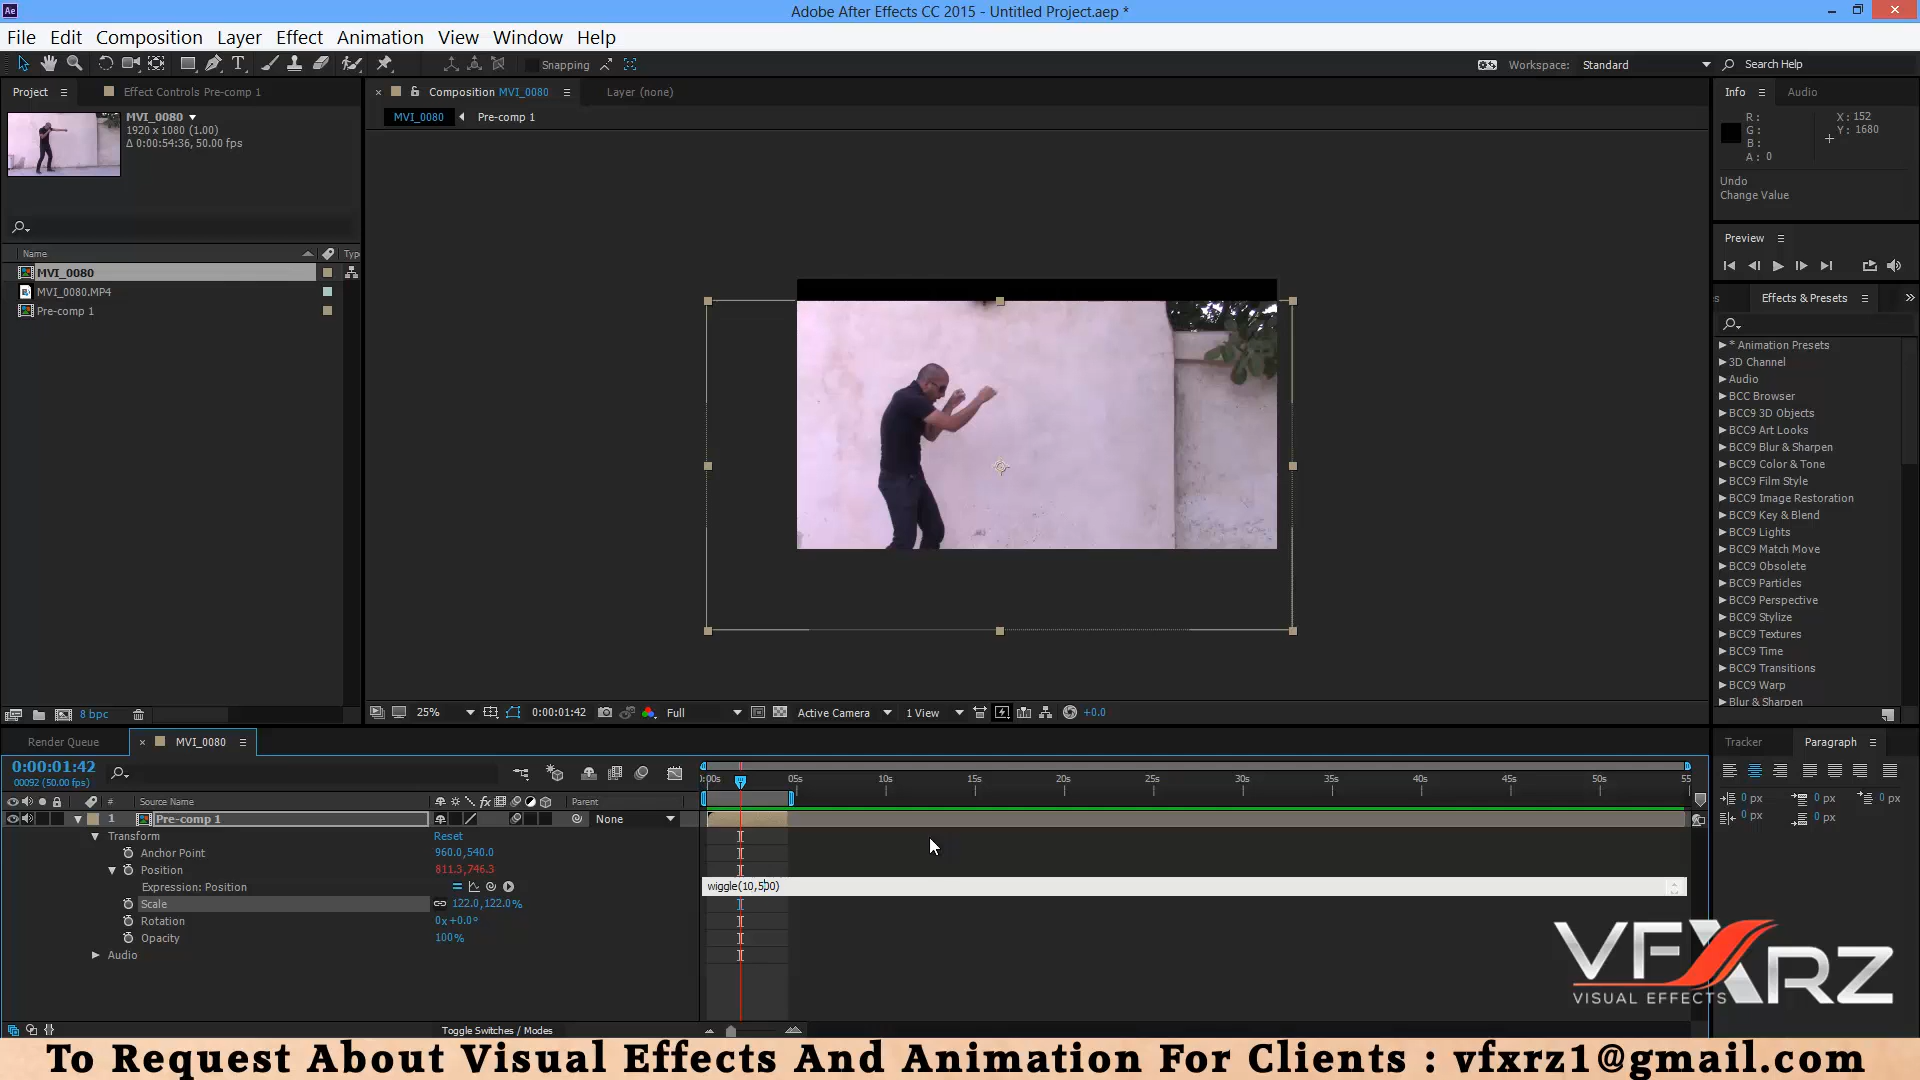 Ae
Adobe After Effects CC 2015 - Untitled Project.aep *
File Edit Composition Layer Effect Animation View Window Help
T Snapping Workspace: Standard Search Help
Project Effect Controls Pre-comp 1 Composition MVI_0080 Layer (none) Info Audio
MVI_0080
1920 x 1080 (1.00)
Δ 0:00:54:36, 50.00 fps
MVI_0080 Pre-comp 1
R :
G :
B :
A : 0
X : 152
Y : 1680
Undo
Change Value
Preview
Name Typ
MVI_0080
MVI_0080.MP4
Pre-comp 1
Effects & Presets
* Animation Presets
3D Channel
Audio
BCC Browser
BCC9 3D Objects
BCC9 Art Looks
BCC9 Blur & Sharpen
BCC9 Color & Tone
BCC9 Film Style
BCC9 Image Restoration
BCC9 Key & Blend
BCC9 Lights
BCC9 Match Move
BCC9 Obsolete
BCC9 Particles
BCC9 Perspective
BCC9 Stylize
BCC9 Textures
BCC9 Time
BCC9 Transitions
BCC9 Warp
Blur & Sharpen
8 bpc
25% 0:00:01:42 Full Active Camera 1 View +0.0
Render Queue MVI_0080
Tracker Paragraph
0:00:01:42
00092 (50.00 fps)
0:00s 05s 10s 15s 20s 25s 30s 35s 40s 45s 50s 55
# Source Name fx Parent
1 Pre-comp 1 None
Transform Reset
Anchor Point 960.0,540.0
Position 811.3,746.3
Expression: Position wiggle(10,500)
Scale 122.0,122.0%
Rotation 0x+0.0°
Opacity 100%
Audio
0 px 0 px 0 px
0 px 0 px
Toggle Switches / Modes
VFXRZ
VISUAL EFFECTS
To Request About Visual Effects And Animation For Clients : vfxrz1@gmail.com